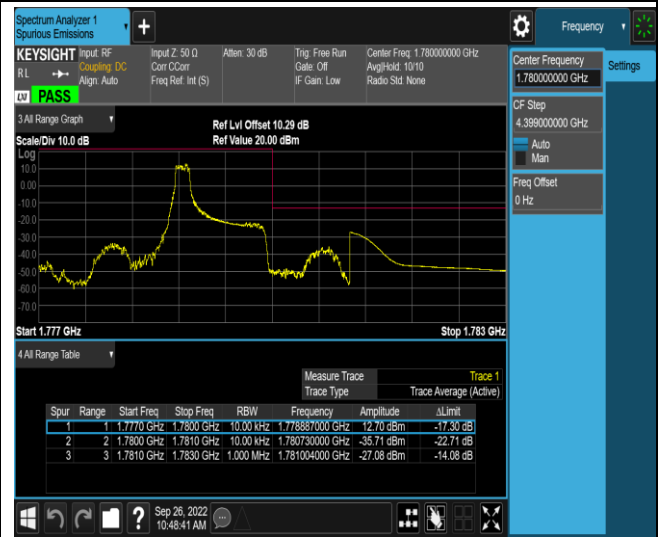 Spectrum Analyzer 1
Spurious Emissions
+
Frequency
KEYSIGHT
RL
LXI
PASS
Input: RF
Coupling: DC
Align: Auto
Input Z: 50 Ω
Corr CCorr
Freq Ref: Int (S)
Atten: 30 dB
Trig: Free Run
Gate: Off
IF Gain: Low
Center Freq: 1.780000000 GHz
Avg|Hold: 10/10
Radio Std: None
Center Frequency
1.780000000 GHz
Settings
CF Step
4.399000000 GHz
Auto
Man
Freq Offset
0 Hz
3 All Range Graph
Scale/Div 10.0 dB
Ref Lvl Offset 10.29 dB
Ref Value 20.00 dBm
Log
10.0
0.00
-10.0
-20.0
-30.0
-40.0
-50.0
-60.0
-70.0
Start 1.777 GHz
Stop 1.783 GHz
4 All Range Table
Measure Trace Trace 1
Trace Type Trace Average (Active)
Spur Range Start Freq Stop Freq RBW Frequency Amplitude ΔLimit
1 1 1.7770 GHz 1.7800 GHz 10.00 kHz 1.778887000 GHz 12.70 dBm -17.30 dB
2 2 1.7800 GHz 1.7810 GHz 10.00 kHz 1.780730000 GHz -35.71 dBm -22.71 dB
3 3 1.7810 GHz 1.7830 GHz 1.000 MHz 1.781004000 GHz -27.08 dBm -14.08 dB
?
Sep 26, 2022
10:48:41 AM